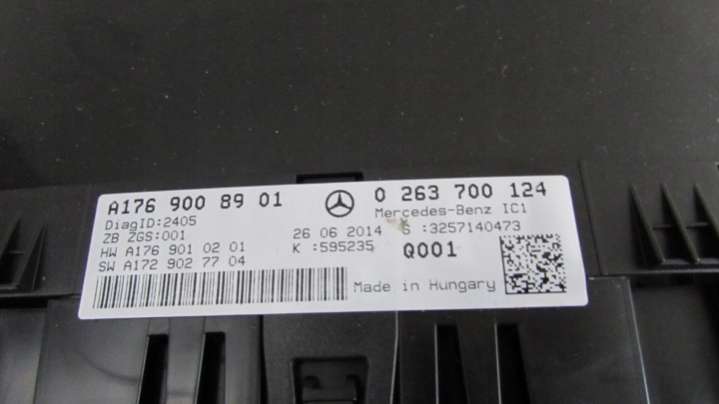 A176 900 89 01 0 263 700 124
DiagID:2405 Mercedes-Benz IC1
ZB ZGS:001 26 06 2014 S :3257140473
HW A176 901 02 01 K :595235 Q001
SW A172 902 77 04
Made in Hungary